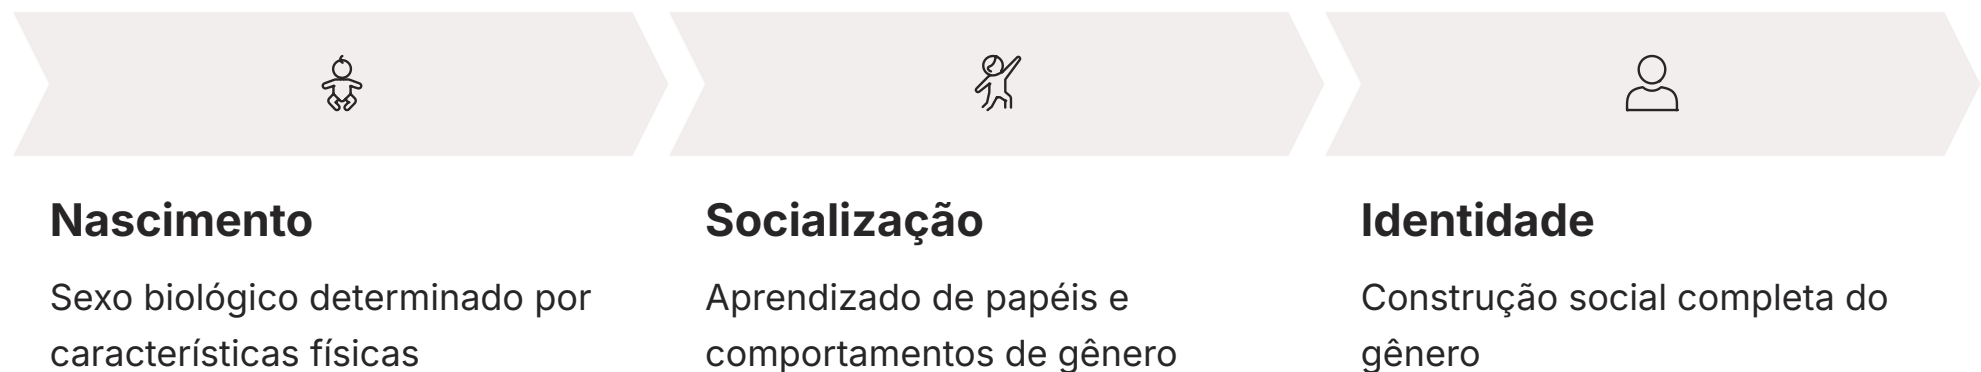 Nascimento
Sexo biológico determinado por
características físicas
Socialização
Aprendizado de papéis e
comportamentos de gênero
Identidade
Construção social completa do
gênero